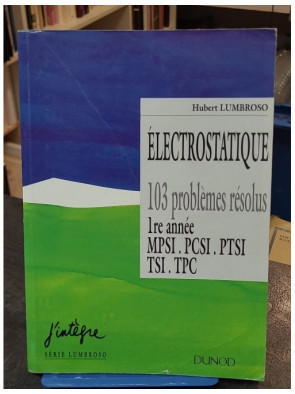 Hubert LUMBROSO
ÉLECTROSTATIQUE
103 problèmes résolus
1re année
MPSI . PCSI . PTSI
TSI . TPC
j'intègre
SÉRIE LUMBROSO
DUNOD